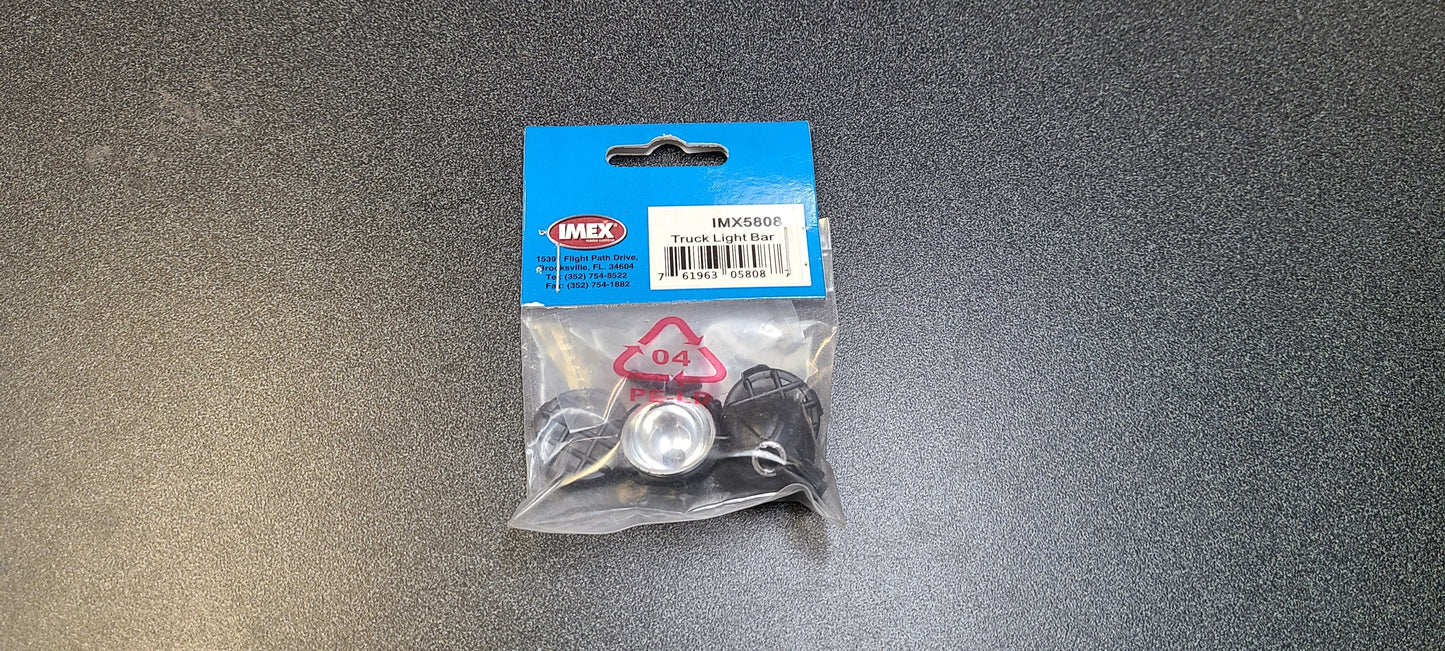 IMX5808
Truck Light Bar
7 61963 05808
IMEX®
Flight Path Drive,
Brooksville, FL. 34604
Tel: (352) 754-8522
Fax: (352) 754-1882
04
PE-LD